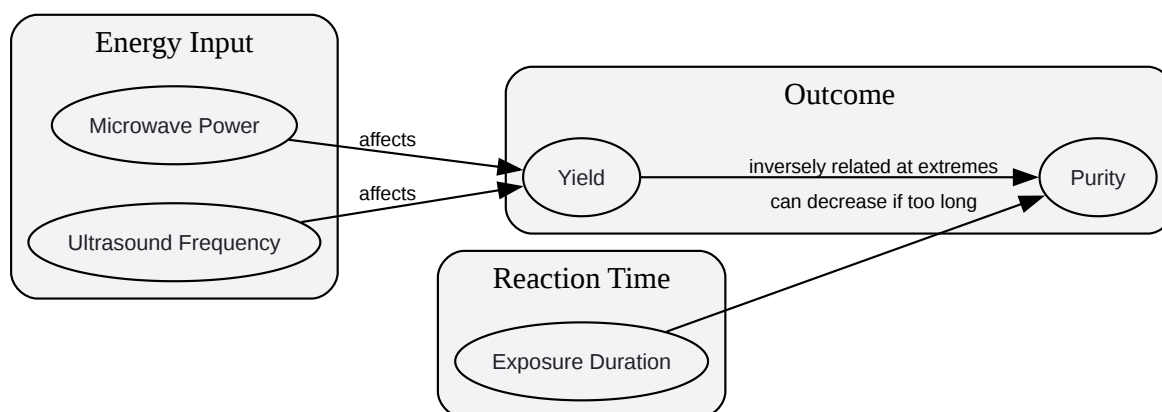 Energy Input
Microwave Power
Ultrasound Frequency
affects
affects
Outcome
Yield
inversely related at extremes
can decrease if too long
Purity
Reaction Time
Exposure Duration